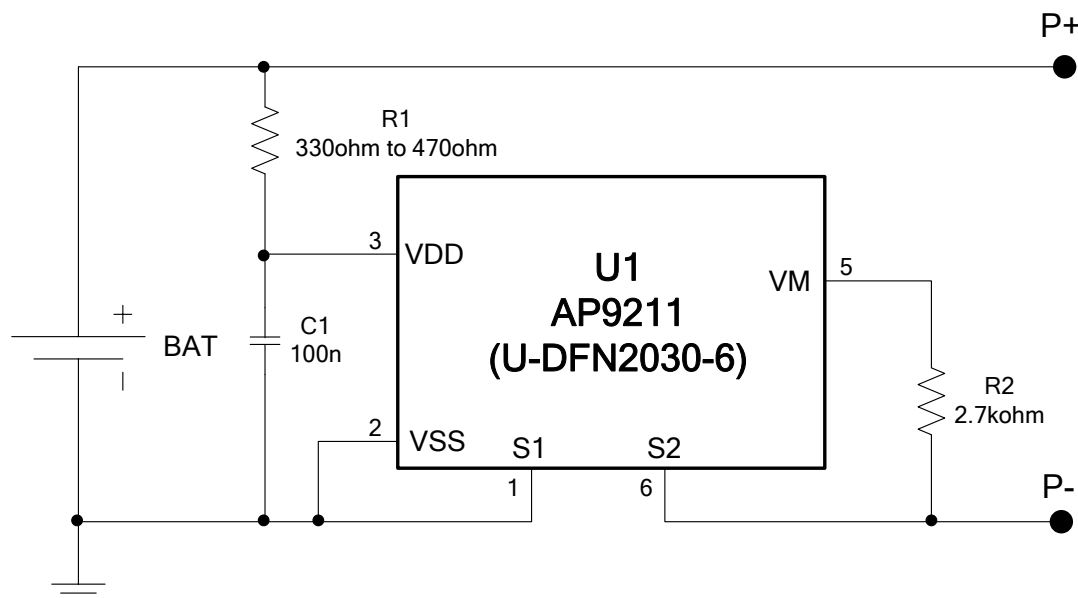 P+
R1
330ohm to 470ohm
3
VDD
U1
AP9211
(U-DFN2030-6)
VM
5
+
BAT
C1
100n
R2
2.7kohm
2
VSS
S1
S2
1
6
P-